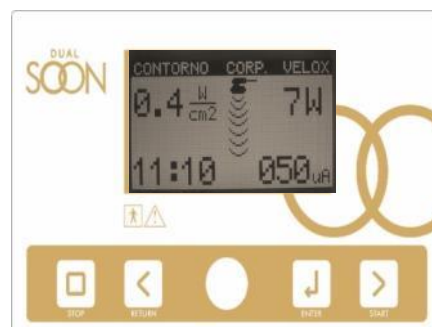 DUAL
SOON
CONTORNO CORP. VELOX
0.4 W/cm2 7W
11:10 050uA
STOP RETURN ENTER START